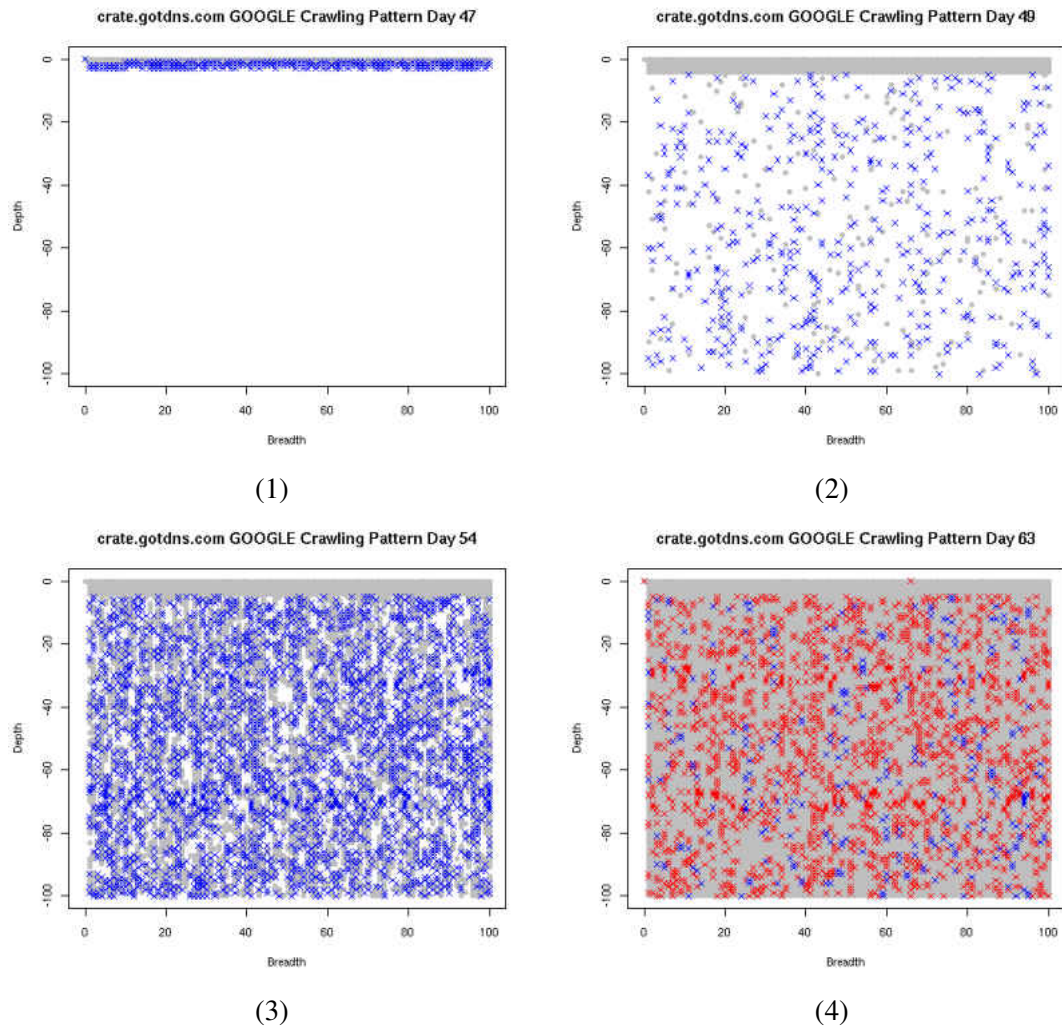 crate.gotdns.com GOOGLE Crawling Pattern Day 47
0
-20
-40
-60
-80
-100
Depth
0 20 40 60 80 100
Breadth
(1)
crate.gotdns.com GOOGLE Crawling Pattern Day 49
0
-20
-40
-60
-80
-100
Depth
0 20 40 60 80 100
Breadth
(2)
crate.gotdns.com GOOGLE Crawling Pattern Day 54
0
-20
-40
-60
-80
-100
Depth
0 20 40 60 80 100
Breadth
(3)
crate.gotdns.com GOOGLE Crawling Pattern Day 63
0
-20
-40
-60
-80
-100
Depth
0 20 40 60 80 100
Breadth
(4)